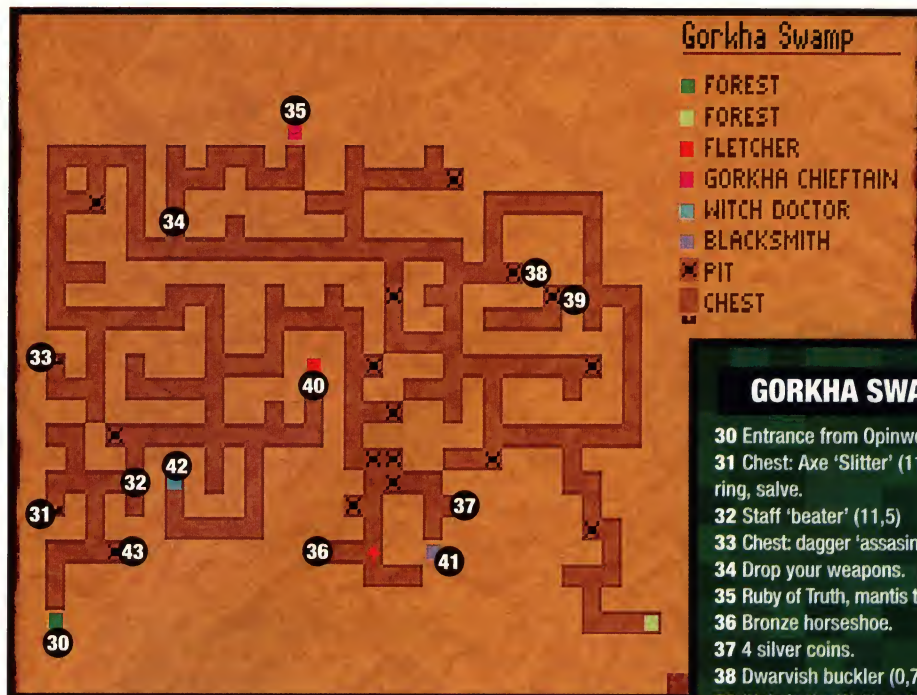 Gorkha Swamp
FOREST
FOREST
FLETCHER
GORKHA CHIEFTAIN
WITCH DOCTOR
BLACKSMITH
PIT
CHEST
35
34
38
39
33
40
42
32
31
37
43
36
41
30
GORKHA SWA
30 Entrance from Opinwo
31 Chest: Axe 'Slitter' (11
ring, salve.
32 Staff 'beater' (11,5)
33 Chest: dagger 'assasin
34 Drop your weapons.
35 Ruby of Truth, mantis t
36 Bronze horseshoe.
37 4 silver coins.
38 Dwarvish buckler (0,7